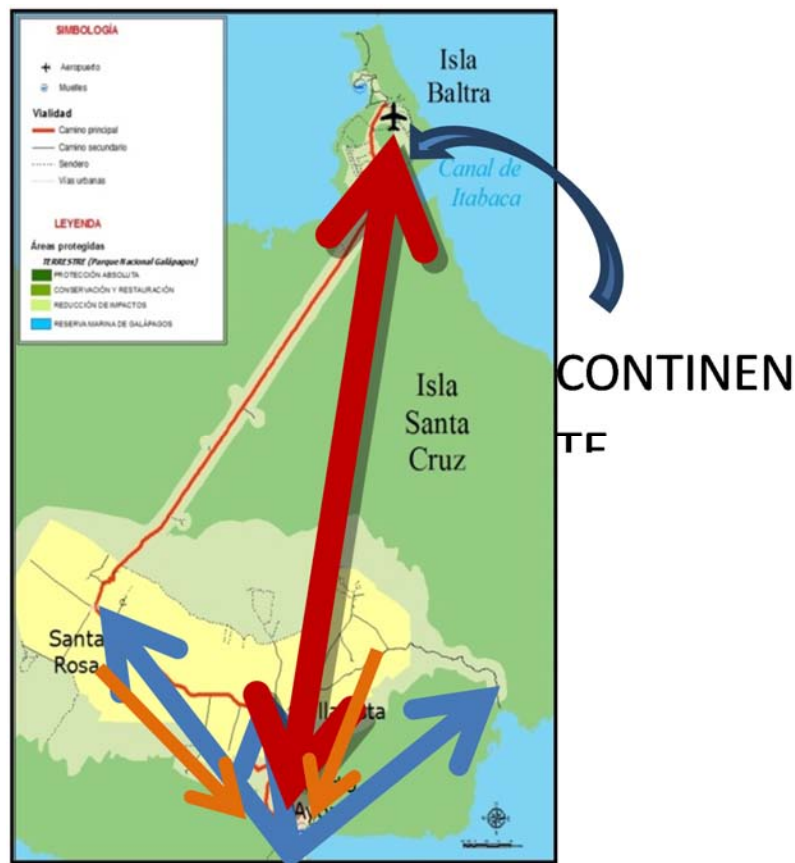 SIMBOLOGÍA
Aeropuerto
Muelles
Vialidad
Camino principal
Camino secundario
Sendero
Vías urbanas
LEYENDA
Áreas protegidas
TERRESTRE (Parque Nacional Galápagos)
PROTECCIÓN ABSOLUTA
CONSERVACIÓN Y RESTAURACIÓN
REDUCCIÓN DE IMPACTOS
RESERVA MARINA DE GALÁPAGOS
Isla
Baltra
Canal de
Itabaca
CONTINEN
TE
Isla
Santa
Cruz
Santa
Rosa